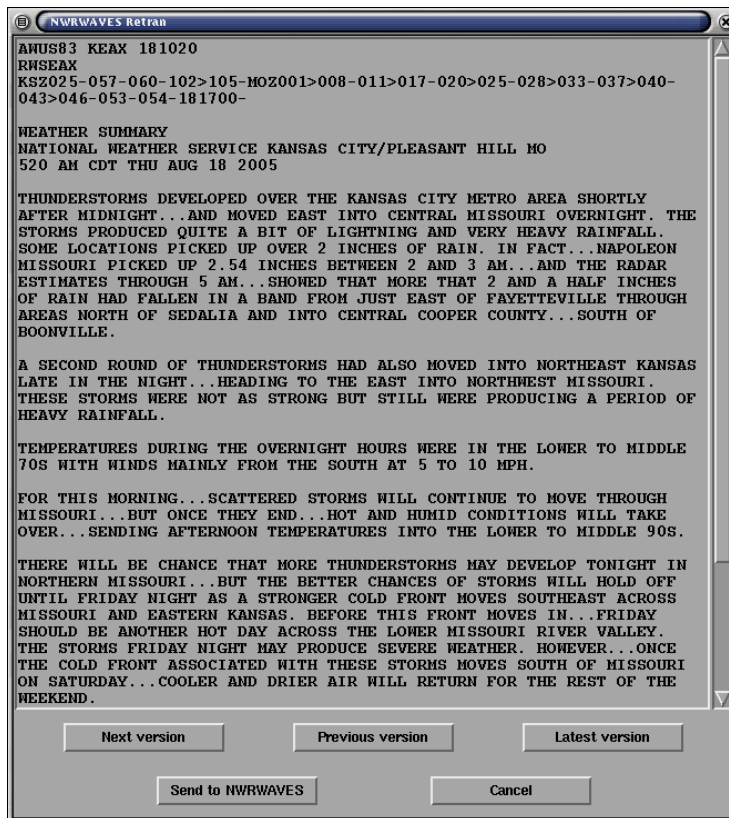 NWRWAVES Retran
AWUS83 KEAX 181020
RWSEAX
KSZ025-057-060-102>105-MOZ001>008-011>017-020>025-028>033-037>040-
043>046-053-054-181700-
WEATHER SUMMARY
NATIONAL WEATHER SERVICE KANSAS CITY/PLEASANT HILL MO
520 AM CDT THU AUG 18 2005
THUNDERSTORMS DEVELOPED OVER THE KANSAS CITY METRO AREA SHORTLY
AFTER MIDNIGHT...AND MOVED EAST INTO CENTRAL MISSOURI OVERNIGHT. THE
STORMS PRODUCED QUITE A BIT OF LIGHTNING AND VERY HEAVY RAINFALL.
SOME LOCATIONS PICKED UP OVER 2 INCHES OF RAIN. IN FACT...NAPOLEON
MISSOURI PICKED UP 2.54 INCHES BETWEEN 2 AND 3 AM...AND THE RADAR
ESTIMATES THROUGH 5 AM...SHOWED THAT MORE THAT 2 AND A HALF INCHES
OF RAIN HAD FALLEN IN A BAND FROM JUST EAST OF FAYETTEVILLE THROUGH
AREAS NORTH OF SEDALIA AND INTO CENTRAL COOPER COUNTY...SOUTH OF
BOONVILLE.
A SECOND ROUND OF THUNDERSTORMS HAD ALSO MOVED INTO NORTHEAST KANSAS
LATE IN THE NIGHT...HEADING TO THE EAST INTO NORTHWEST MISSOURI.
THESE STORMS WERE NOT AS STRONG BUT STILL WERE PRODUCING A PERIOD OF
HEAVY RAINFALL.
TEMPERATURES DURING THE OVERNIGHT HOURS WERE IN THE LOWER TO MIDDLE
70S WITH WINDS MAINLY FROM THE SOUTH AT 5 TO 10 MPH.
FOR THIS MORNING...SCATTERED STORMS WILL CONTINUE TO MOVE THROUGH
MISSOURI...BUT ONCE THEY END...HOT AND HUMID CONDITIONS WILL TAKE
OVER...SENDING AFTERNOON TEMPERATURES INTO THE LOWER TO MIDDLE 90S.
THERE WILL BE CHANCE THAT MORE THUNDERSTORMS MAY DEVELOP TONIGHT IN
NORTHERN MISSOURI...BUT THE BETTER CHANCES OF STORMS WILL HOLD OFF
UNTIL FRIDAY NIGHT AS A STRONGER COLD FRONT MOVES SOUTHEAST ACROSS
MISSOURI AND EASTERN KANSAS. BEFORE THIS FRONT MOVES IN...FRIDAY
SHOULD BE ANOTHER HOT DAY ACROSS THE LOWER MISSOURI RIVER VALLEY.
THE STORMS FRIDAY NIGHT MAY PRODUCE SEVERE WEATHER. HOWEVER...ONCE
THE COLD FRONT ASSOCIATED WITH THESE STORMS MOVES SOUTH OF MISSOURI
ON SATURDAY...COOLER AND DRIER AIR WILL RETURN FOR THE REST OF THE
WEEKEND.
Next version Previous version Latest version
Send to NWRWAVES Cancel